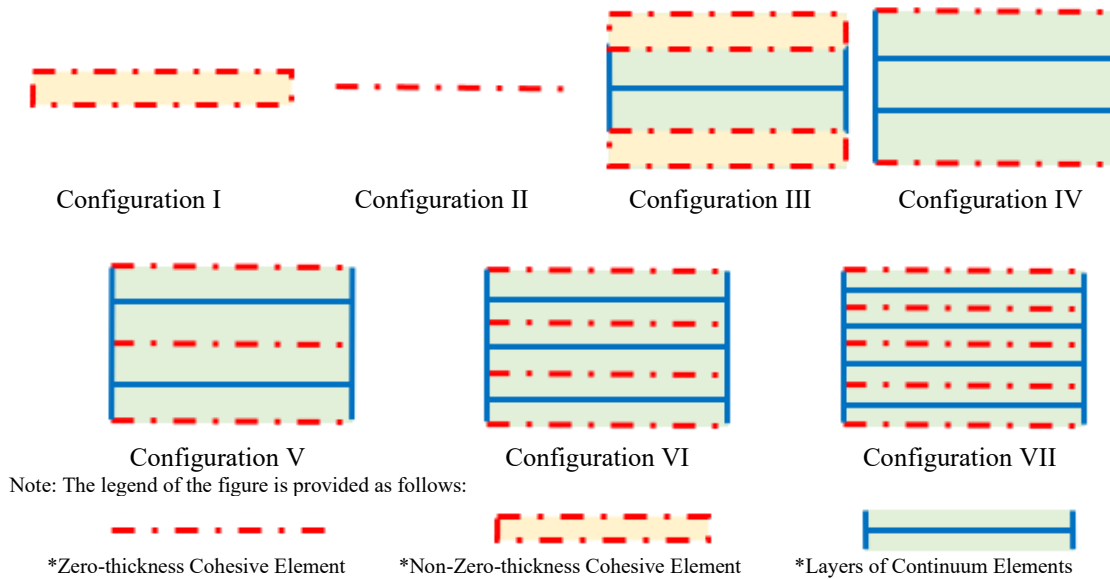 Configuration I
Configuration II
Configuration III
Configuration IV
Configuration V
Configuration VI
Configuration VII
Note: The legend of the figure is provided as follows:
*Zero-thickness Cohesive Element
*Non-Zero-thickness Cohesive Element
*Layers of Continuum Elements